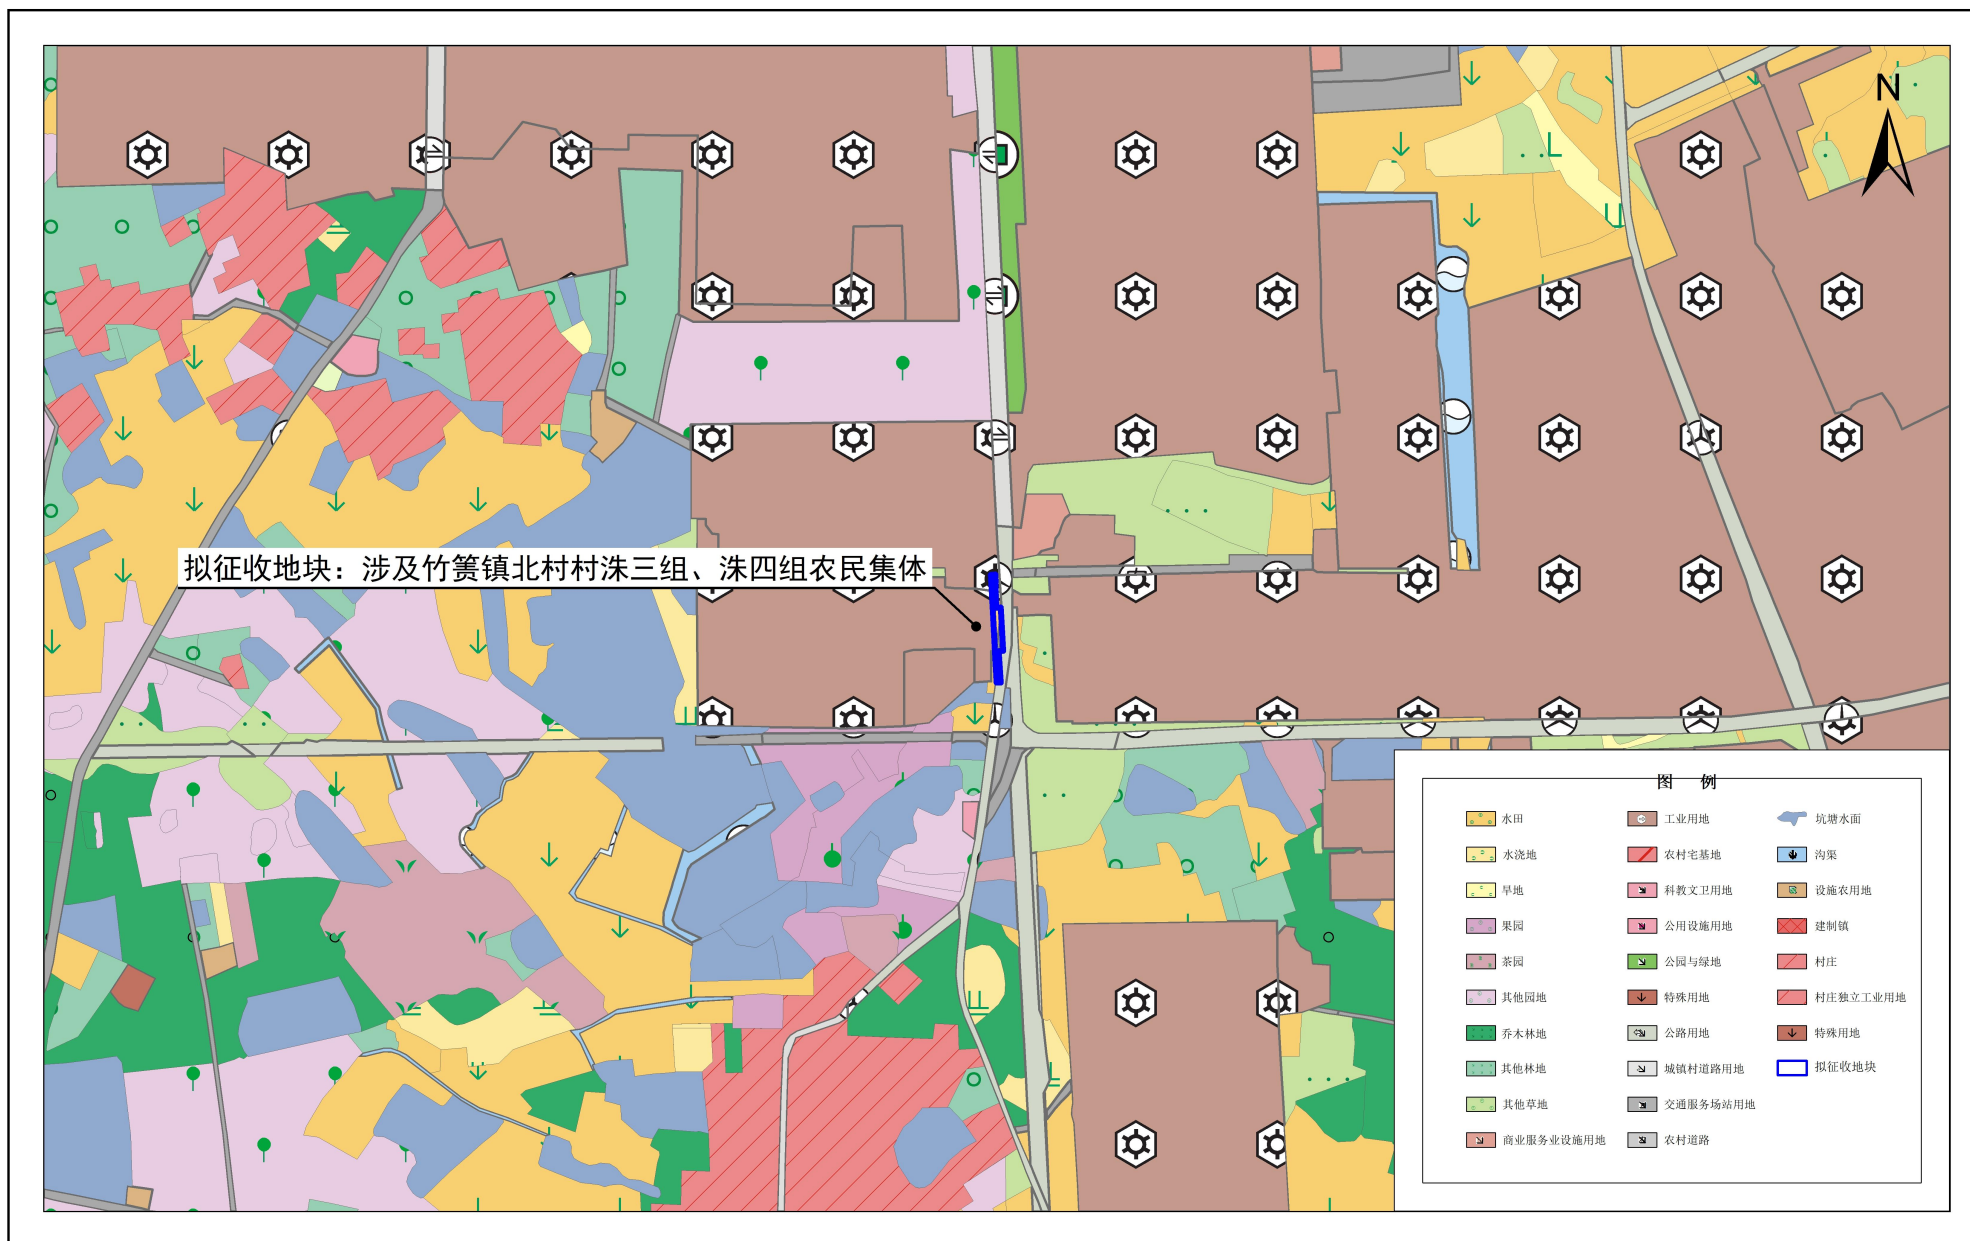 N
拟征收地块：涉及竹箦镇北村村洙三组、洙四组农民集体
图 例
水田
水浇地
旱地
果园
茶园
其他园地
乔木林地
其他林地
其他草地
商业服务业设施用地
工业用地
农村宅基地
科教文卫用地
公用设施用地
公园与绿地
特殊用地
公路用地
城镇村道路用地
交通服务场站用地
农村道路
坑塘水面
沟渠
设施农用地
建制镇
村庄
村庄独立工业用地
特殊用地
拟征收地块